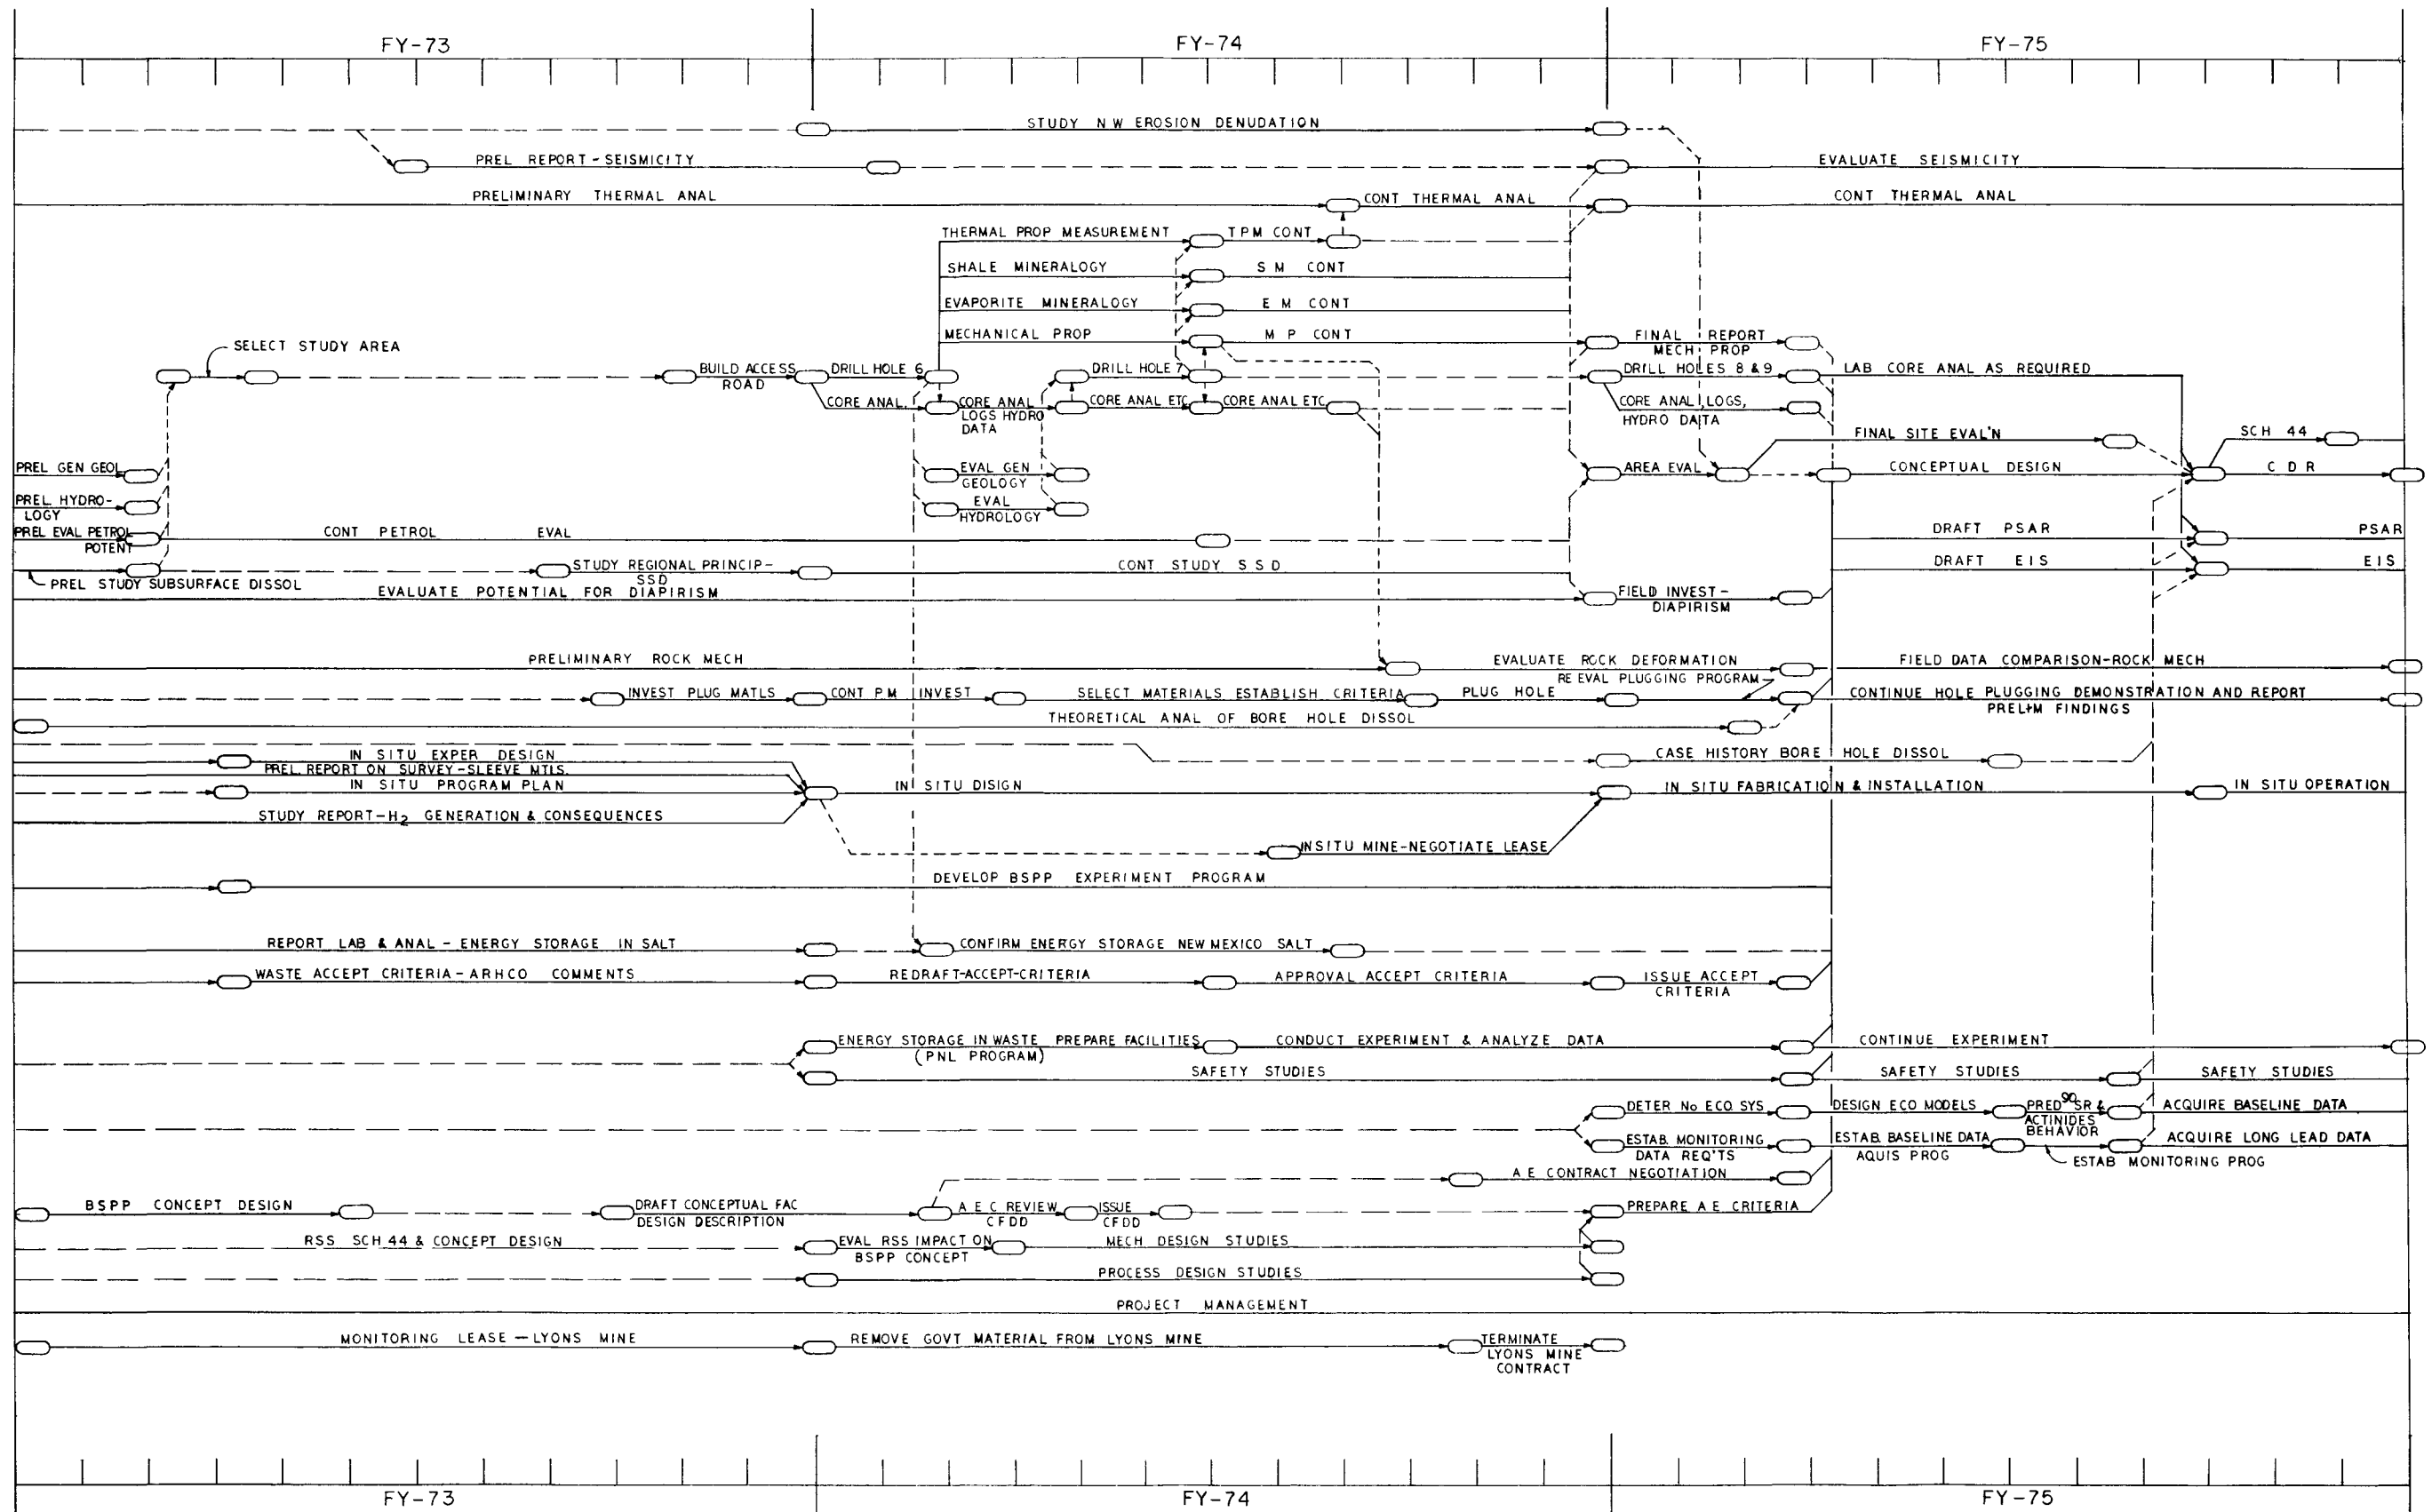 FY-73
FY-74
FY-75
STUDY NW EROSION DENUDATION
PREL REPORT-SEISMICITY
EVALUATE SEISMICITY
PRELIMINARY THERMAL ANAL
CONT THERMAL ANAL
CONT THERMAL ANAL
THERMAL PROP MEASUREMENT
TPM CONT
SHALE MINERALOGY
S M CONT
EVAPORITE MINERALOGY
E M CONT
MECHANICAL PROP
M P CONT
FINAL REPORT
MECH PROP
SELECT STUDY AREA
BUILD ACCESS
ROAD
DRILL HOLE 6
DRILL HOLE 7
DRILL HOLES 8 & 9
LAB CORE ANAL AS REQUIRED
CORE ANAL.
CORE ANAL
LOGS HYDRO
DATA
CORE ANAL ETC
CORE ANAL ETC
CORE ANAL LOGS,
HYDRO DATA
FINAL SITE EVAL'N
SCH 44
PREL GEN GEOL
EVAL GEN
GEOLOGY
AREA EVAL
CONCEPTUAL DESIGN
C D R
PREL. HYDRO-
LOGY
EVAL
HYDROLOGY
PREL EVAL PETROL
POTENT
CONT PETROL EVAL
DRAFT PSAR
PSAR
PREL STUDY SUBSURFACE DISSOL
STUDY REGIONAL PRINCIP-
SSD
CONT STUDY S S D
DRAFT EIS
EIS
EVALUATE POTENTIAL FOR DIAPIRISM
FIELD INVEST-
DIAPIRISM
PRELIMINARY ROCK MECH
EVALUATE ROCK DEFORMATION
FIELD DATA COMPARISON-ROCK MECH
RE EVAL PLUGGING PROGRAM
INVEST PLUG MATLS
CONT P.M INVEST
SELECT MATERIALS ESTABLISH CRITERIA
PLUG HOLE
CONTINUE HOLE PLUGGING DEMONSTRATION AND REPORT
PRELIM FINDINGS
THEORETICAL ANAL OF BORE HOLE DISSOL
CASE HISTORY BORE HOLE DISSOL
IN SITU EXPER DESIGN
PREL. REPORT ON SURVEY-SLEEVE MTLS.
IN SITU PROGRAM PLAN
IN SITU DISIGN
IN SITU FABRICATION & INSTALLATION
IN SITU OPERATION
STUDY REPORT-H2 GENERATION & CONSEQUENCES
INSITU MINE-NEGOTIATE LEASE
DEVELOP BSPP EXPERIMENT PROGRAM
REPORT LAB & ANAL - ENERGY STORAGE IN SALT
CONFIRM ENERGY STORAGE NEW MEXICO SALT
WASTE ACCEPT CRITERIA-ARHCO COMMENTS
REDRAFT-ACCEPT-CRITERIA
APPROVAL ACCEPT CRITERIA
ISSUE ACCEPT
CRITERIA
ENERGY STORAGE IN WASTE PREPARE FACILITIES
(PNL PROGRAM)
CONDUCT EXPERIMENT & ANALYZE DATA
CONTINUE EXPERIMENT
SAFETY STUDIES
SAFETY STUDIES
SAFETY STUDIES
DETER No ECO SYS
DESIGN ECO MODELS
PRED 90SR &
ACTINIDES
BEHAVIOR
ACQUIRE BASELINE DATA
ESTAB. MONITORING
DATA REQ'TS
ESTAB. BASELINE DATA
AQUIS PROG
ESTAB MONITORING PROG
ACQUIRE LONG LEAD DATA
A.E. CONTRACT NEGOTIATION
BSPP CONCEPT DESIGN
DRAFT CONCEPTUAL FAC
DESIGN DESCRIPTION
A E C REVIEW
CFDD
ISSUE
CFDD
PREPARE A.E. CRITERIA
RSS SCH 44 & CONCEPT DESIGN
EVAL RSS IMPACT ON
BSPP CONCEPT
MECH DESIGN STUDIES
PROCESS DESIGN STUDIES
PROJECT MANAGEMENT
MONITORING LEASE — LYONS MINE
REMOVE GOVT MATERIAL FROM LYONS MINE
TERMINATE
LYONS MINE
CONTRACT
FY-73
FY-74
FY-75